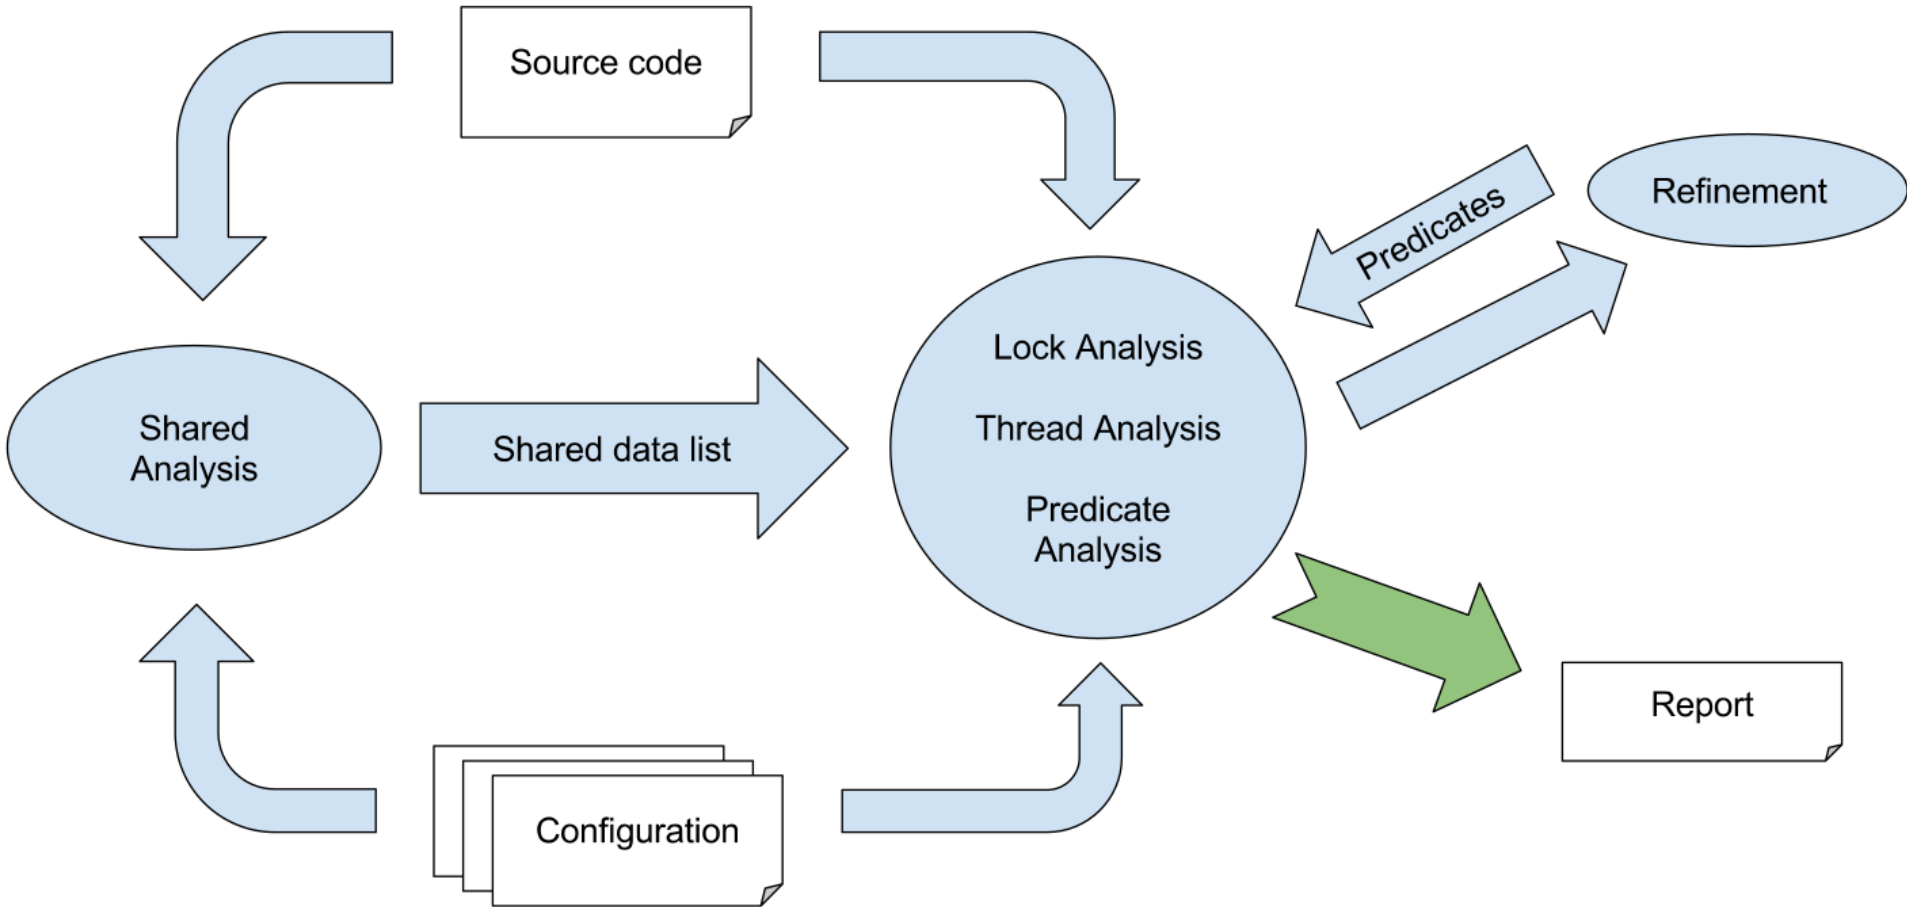 Source code
Refinement
Predicates
Lock Analysis
Shared
Analysis
Shared data list
Thread Analysis
Predicate
Analysis
Report
Configuration